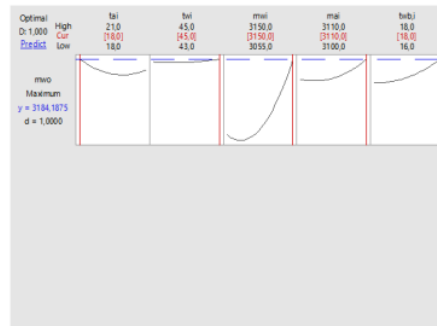 Optimal
D: 1,000
Predict
High
Cur
Low
tai
21,0
[18,0]
18,0
twi
45,0
[45,0]
43,0
mwi
3150,0
[3150,0]
3055,0
mai
3110,0
[3110,0]
3100,0
twb,i
18,0
[18,0]
16,0
mwo
Maximum
y = 3184,1875
d = 1,0000